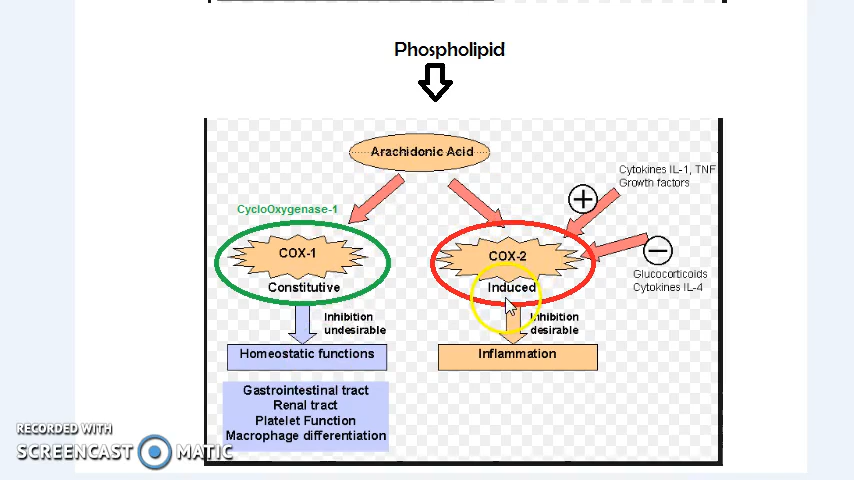 Phospholipid
Arachidonic Acid
Cytokines IL-1, TNF
Growth factors
CycloOxygenase-1
+
COX-1
COX-2
−
Constitutive
Induced
Glucocorticoids
Cytokines IL-4
Inhibition
undesirable
Inhibition
desirable
Homeostatic functions
Inflammation
Gastrointestinal tract
Renal tract
Platelet Function
Macrophage differentiation
RECORDED WITH
SCREENCAST MATIC